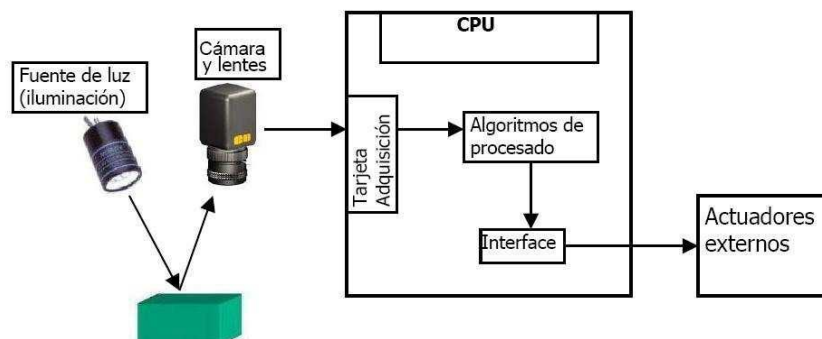 Fuente de luz
(iluminación)
Cámara
y lentes
CPU
Tarjeta
Adquisición
Algoritmos de
procesado
Interface
Actuadores
externos